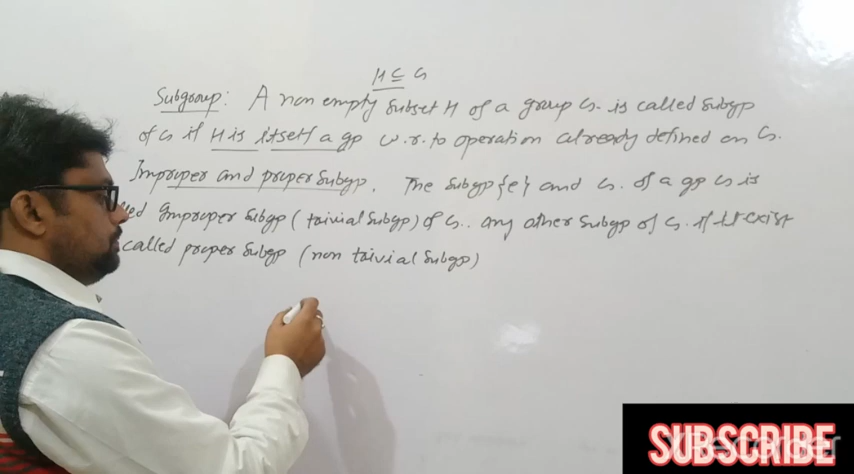 H ⊆ G
Subgroup: A non empty subset H of a group G. is called subgp
of G if H is itself a gp w.r.to operation already defined on G.
Improper and proper subgp. The subgp {e} and G. of a gp G is
led Improper subgp (trivial subgp) of G.. any other subgp of G. if it exist
called proper subgp (non trivial subgp)
SUBSCRIBE